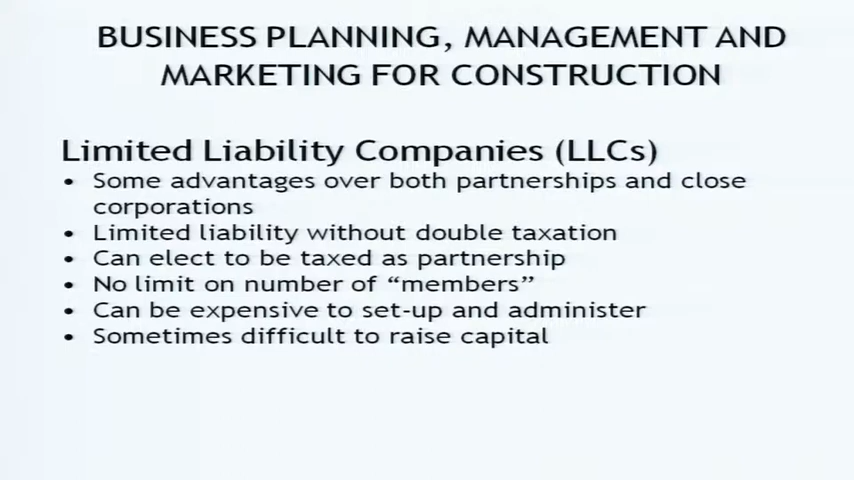 BUSINESS PLANNING, MANAGEMENT AND
MARKETING FOR CONSTRUCTION
Limited Liability Companies (LLCs)
• Some advantages over both partnerships and close
corporations
• Limited liability without double taxation
• Can elect to be taxed as partnership
• No limit on number of “members”
• Can be expensive to set-up and administer
• Sometimes difficult to raise capital